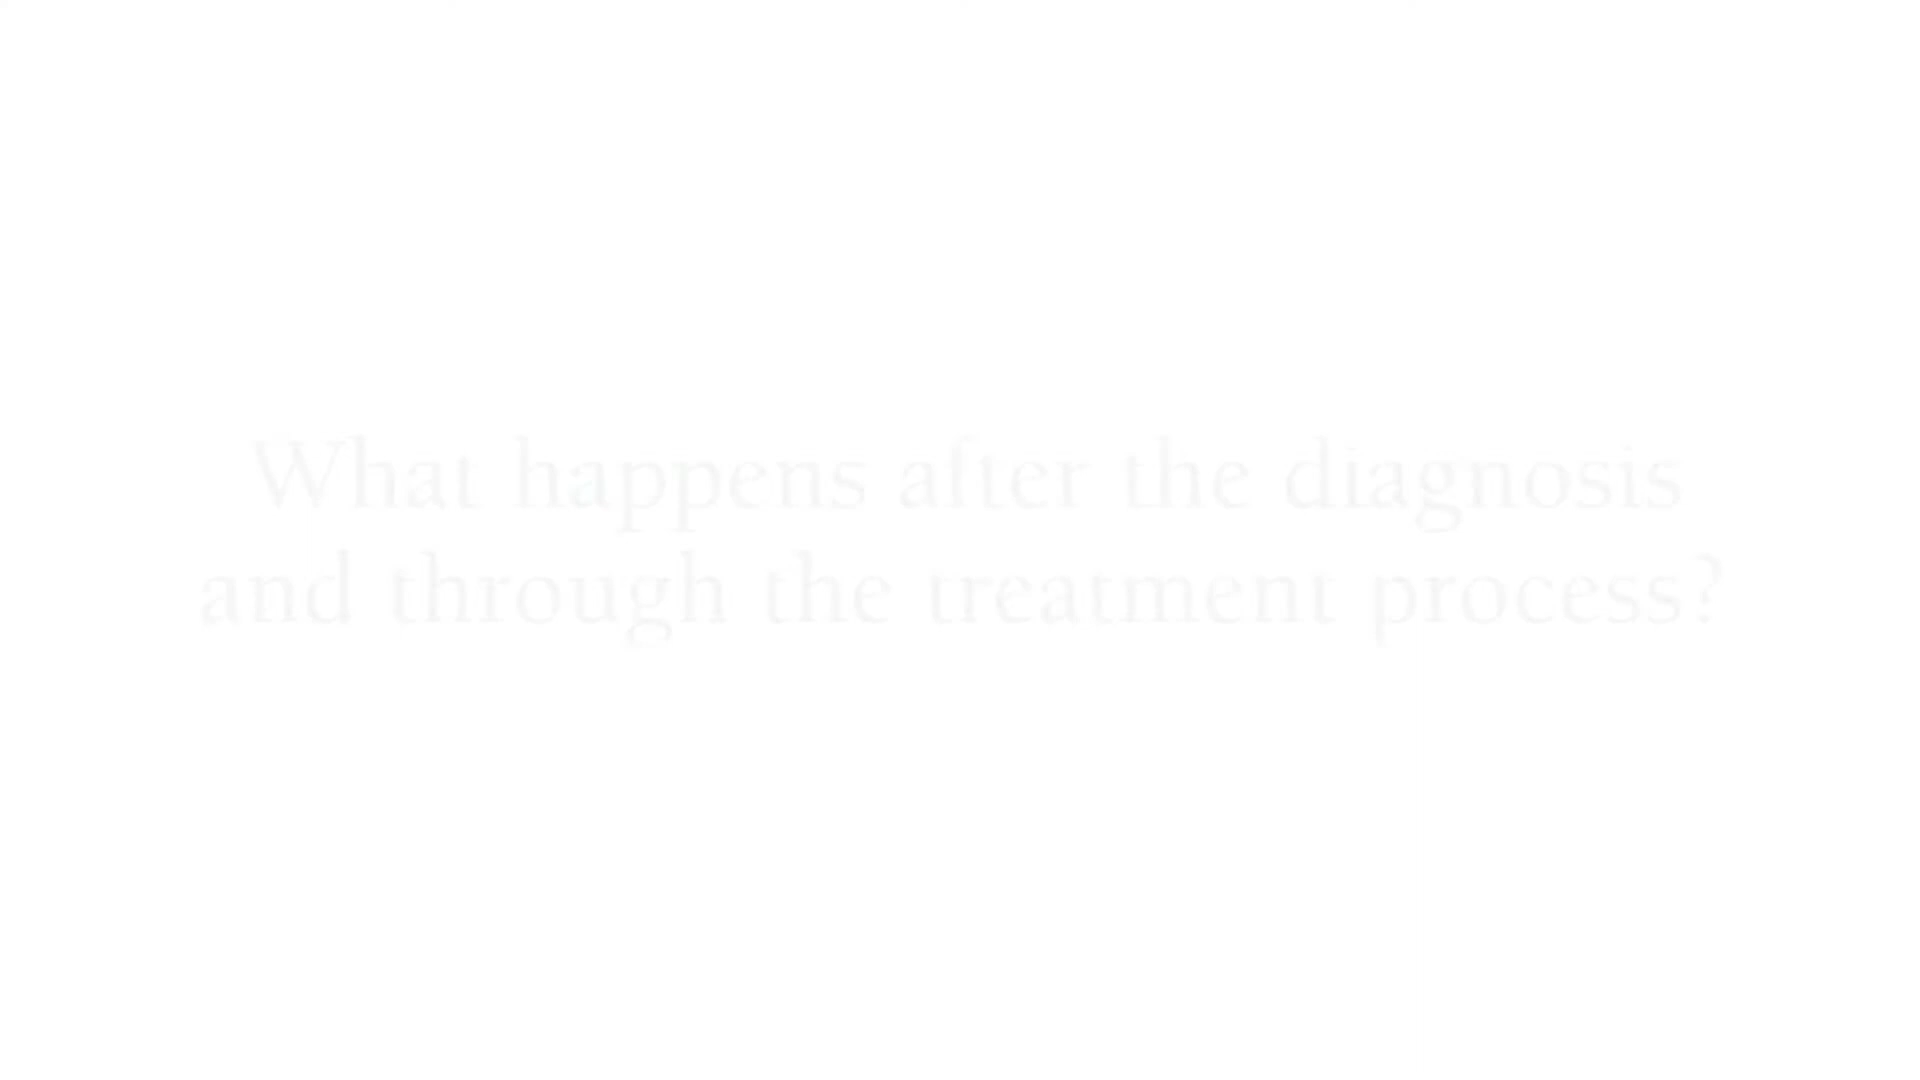 What happens after the diagnosis
and through the treatment process?